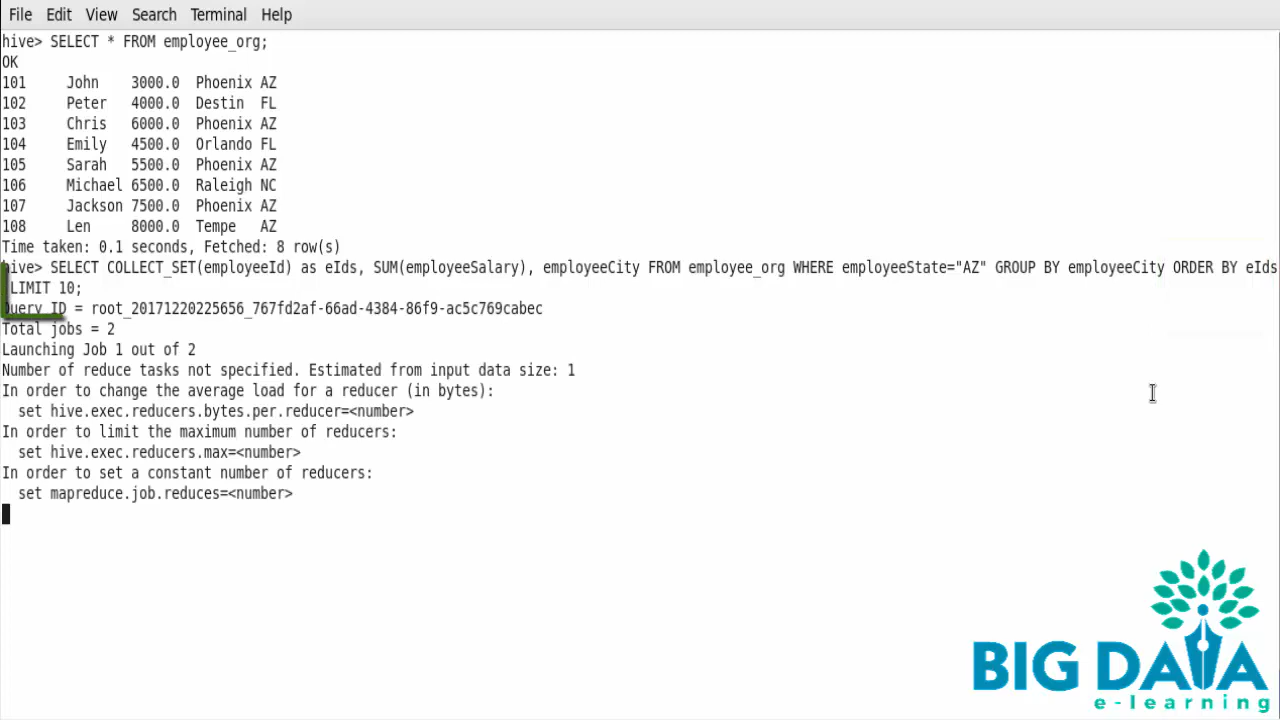 File Edit View Search Terminal Help
hive> SELECT * FROM employee_org;
OK
101 John 3000.0 Phoenix AZ
102 Peter 4000.0 Destin FL
103 Chris 6000.0 Phoenix AZ
104 Emily 4500.0 Orlando FL
105 Sarah 5500.0 Phoenix AZ
106 Michael 6500.0 Raleigh NC
107 Jackson 7500.0 Phoenix AZ
108 Len 8000.0 Tempe AZ
Time taken: 0.1 seconds, Fetched: 8 row(s)
hive> SELECT COLLECT_SET(employeeId) as eIds, SUM(employeeSalary), employeeCity FROM employee_org WHERE employeeState="AZ" GROUP BY employeeCity ORDER BY eIds
LIMIT 10;
Query ID = root_20171220225656_767fd2af-66ad-4384-86f9-ac5c769cabec
Total jobs = 2
Launching Job 1 out of 2
Number of reduce tasks not specified. Estimated from input data size: 1
In order to change the average load for a reducer (in bytes):
set hive.exec.reducers.bytes.per.reducer=<number>
In order to limit the maximum number of reducers:
set hive.exec.reducers.max=<number>
In order to set a constant number of reducers:
set mapreduce.job.reduces=<number>
BIG DATA
e-learning